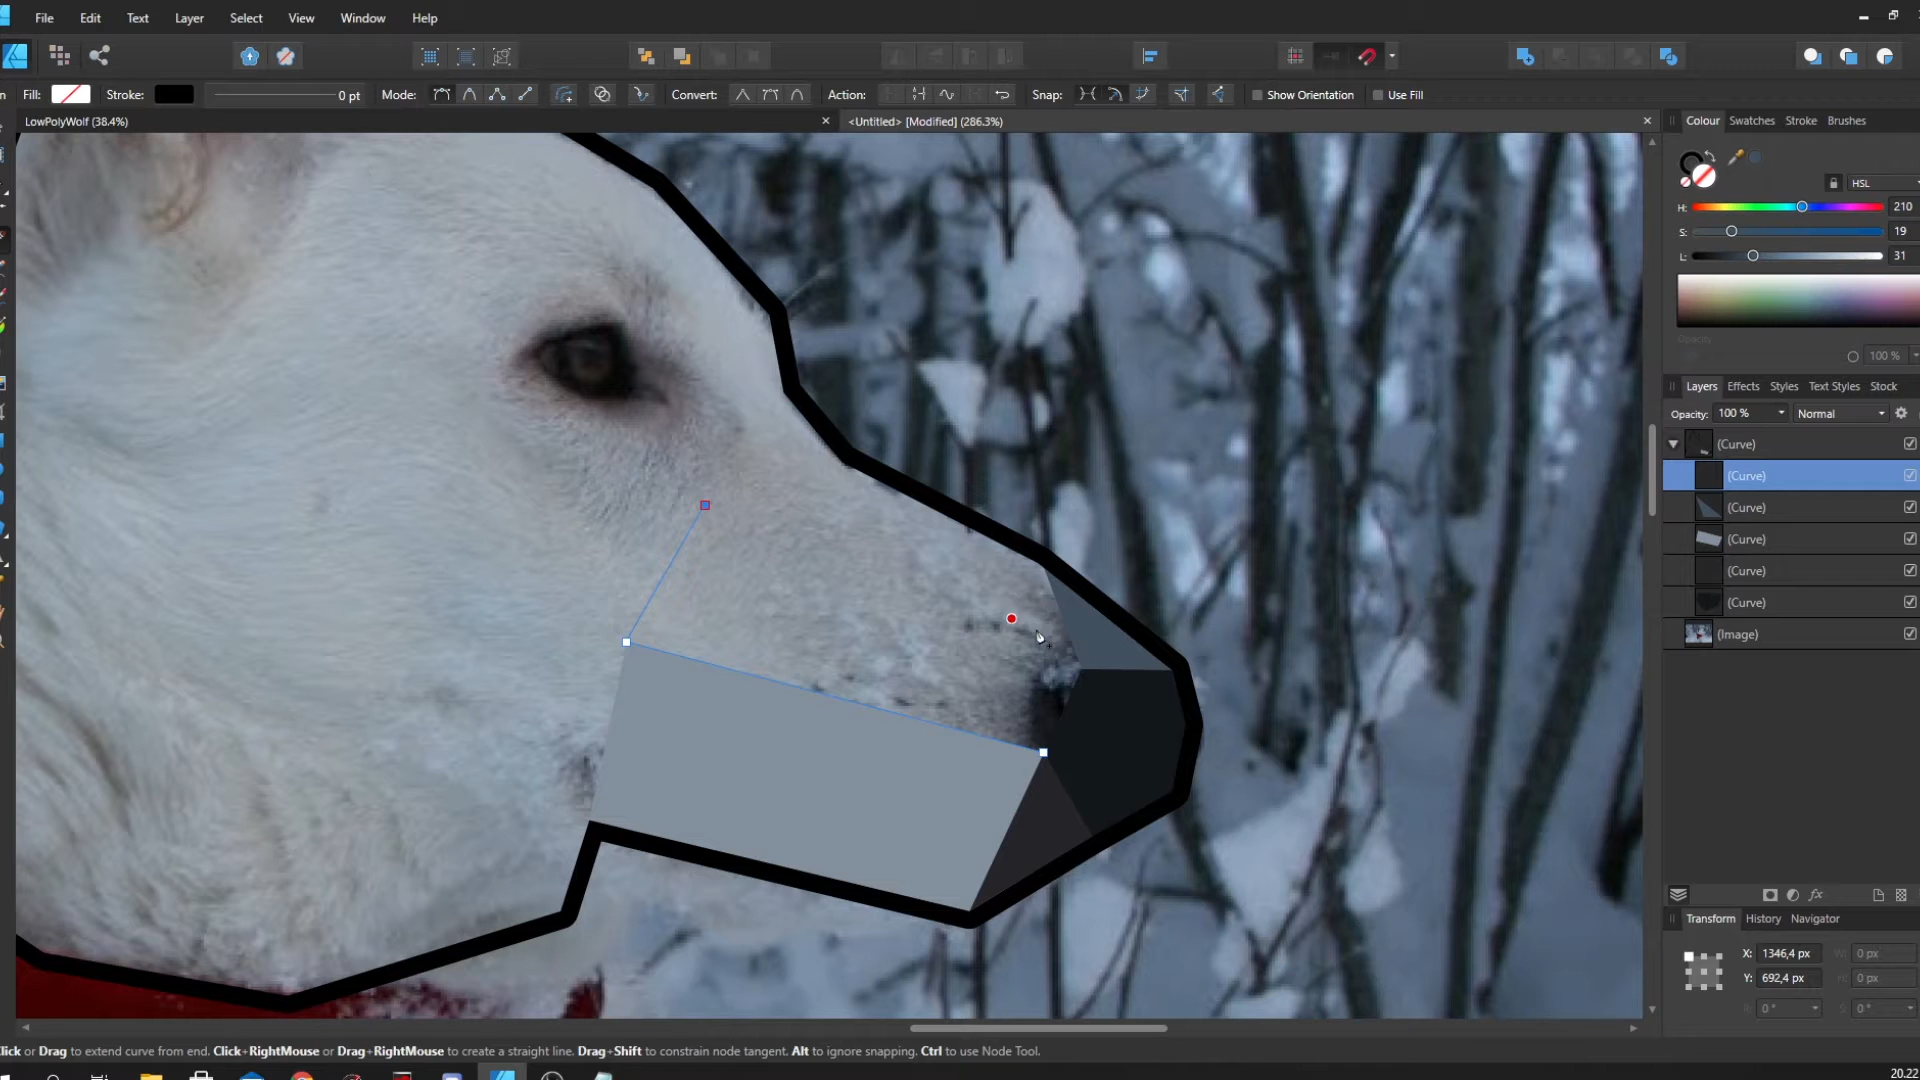 File Edit Text Layer Select View Window Help
Fill: Stroke: 0 pt Mode: Convert: Action: Snap: Show Orientation Use Fill
LowPolyWolf (38.4%) <Untitled> [Modified] (286.3%)
Colour Swatches Stroke Brushes
HSL
H: 210
S: 19
L: 31
Opacity
100 %
Layers Effects Styles Text Styles Stock
Opacity: 100 % Normal
(Curve)
(Curve)
(Curve)
(Curve)
(Curve)
(Curve)
(Image)
fx
Transform History Navigator
X: 1346,4 px W: 0 px
Y: 692,4 px H: 0 px
R: 0 ° S: 0 °
Click or Drag to extend curve from end. Click+RightMouse or Drag+RightMouse to create a straight line. Drag+Shift to constrain node tangent. Alt to ignore snapping. Ctrl to use Node Tool.
20.22